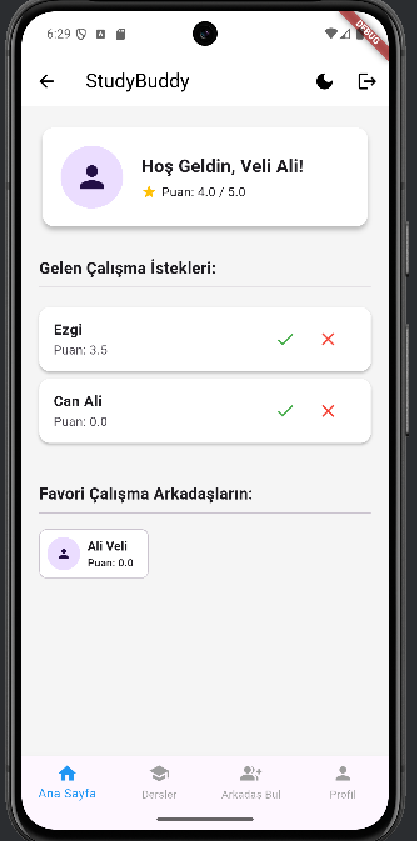 6:29
DEBUG
StudyBuddy
Hoş Geldin, Veli Ali!
Puan: 4.0 / 5.0
Gelen Çalışma İstekleri:
Ezgi
Puan: 3.5
Can Ali
Puan: 0.0
Favori Çalışma Arkadaşların:
Ali Veli
Puan: 0.0
Ana Sayfa
Dersler
Arkadaş Bul
Profil